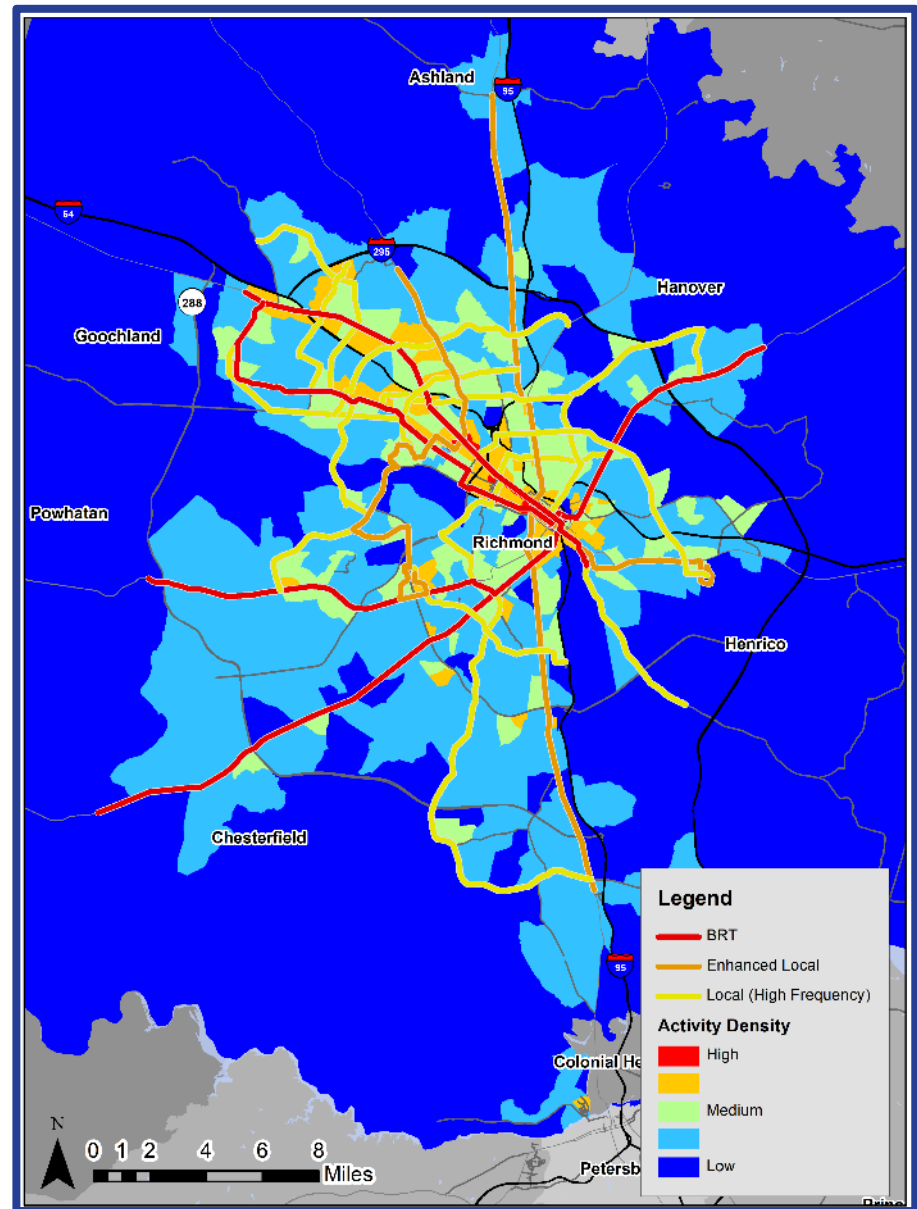 Ashland
95
64
295
Hanover
288
Goochland
Powhatan
Richmond
Henrico
Chesterfield
Legend
BRT
Enhanced Local
Local (High Frequency)
Activity Density
High
Medium
Low
95
Colonial He
N
0 1 2 4 6 8
Miles
Petersb
Prince